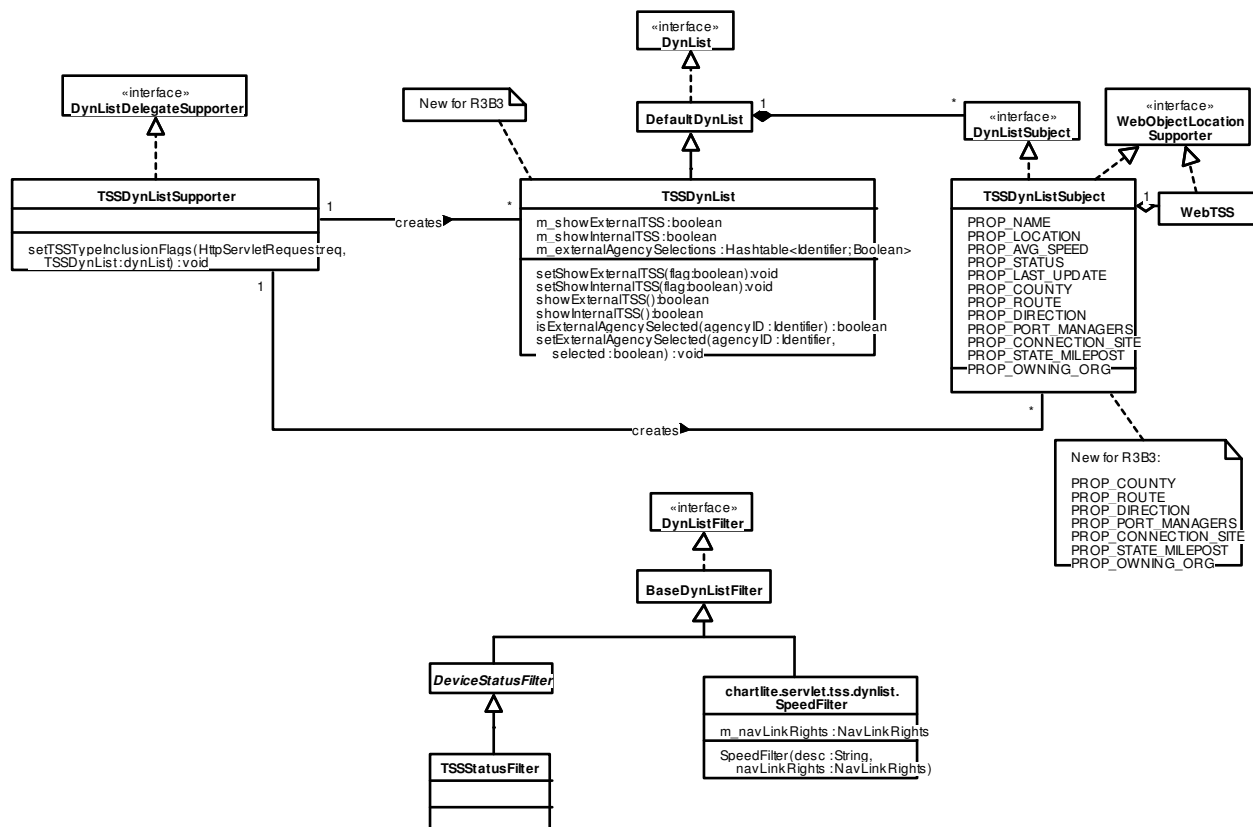 «interface»
DynList
«interface»
DynListDelegateSupporter
New for R3B3
DefaultDynList
1
*
«interface»
DynListSubject
«interface»
WebObjectLocation
Supporter
TSSDynListSupporter
setTSSTypeInclusionFlags(HttpServletRequest:req,
TSSDynList:dynList) : void
1
creates
*
1
TSSDynList
m_showExternalTSS : boolean
m_showInternalTSS : boolean
m_externalAgencySelections : Hashtable<Identifier;Boolean>
setShowExternalTSS(flag:boolean):void
setShowInternalTSS(flag:boolean):void
showExternalTSS():boolean
showInternalTSS():boolean
isExternalAgencySelected(agencyID : Identifier) : boolean
setExternalAgencySelected(agencyID : Identifier,
selected : boolean) : void
TSSDynListSubject
PROP_NAME
PROP_LOCATION
PROP_AVG_SPEED
PROP_STATUS
PROP_LAST_UPDATE
PROP_COUNTY
PROP_ROUTE
PROP_DIRECTION
PROP_PORT_MANAGERS
PROP_CONNECTION_SITE
PROP_STATE_MILEPOST
PROP_OWNING_ORG
1
WebTSS
creates
*
New for R3B3:
PROP_COUNTY
PROP_ROUTE
PROP_DIRECTION
PROP_PORT_MANAGERS
PROP_CONNECTION_SITE
PROP_STATE_MILEPOST
PROP_OWNING_ORG
«interface»
DynListFilter
BaseDynListFilter
DeviceStatusFilter
TSSStatusFilter
chartlite.servlet.tss.dynlist.
SpeedFilter
m_navLinkRights : NavLinkRights
SpeedFilter(desc : String,
navLinkRights : NavLinkRights)